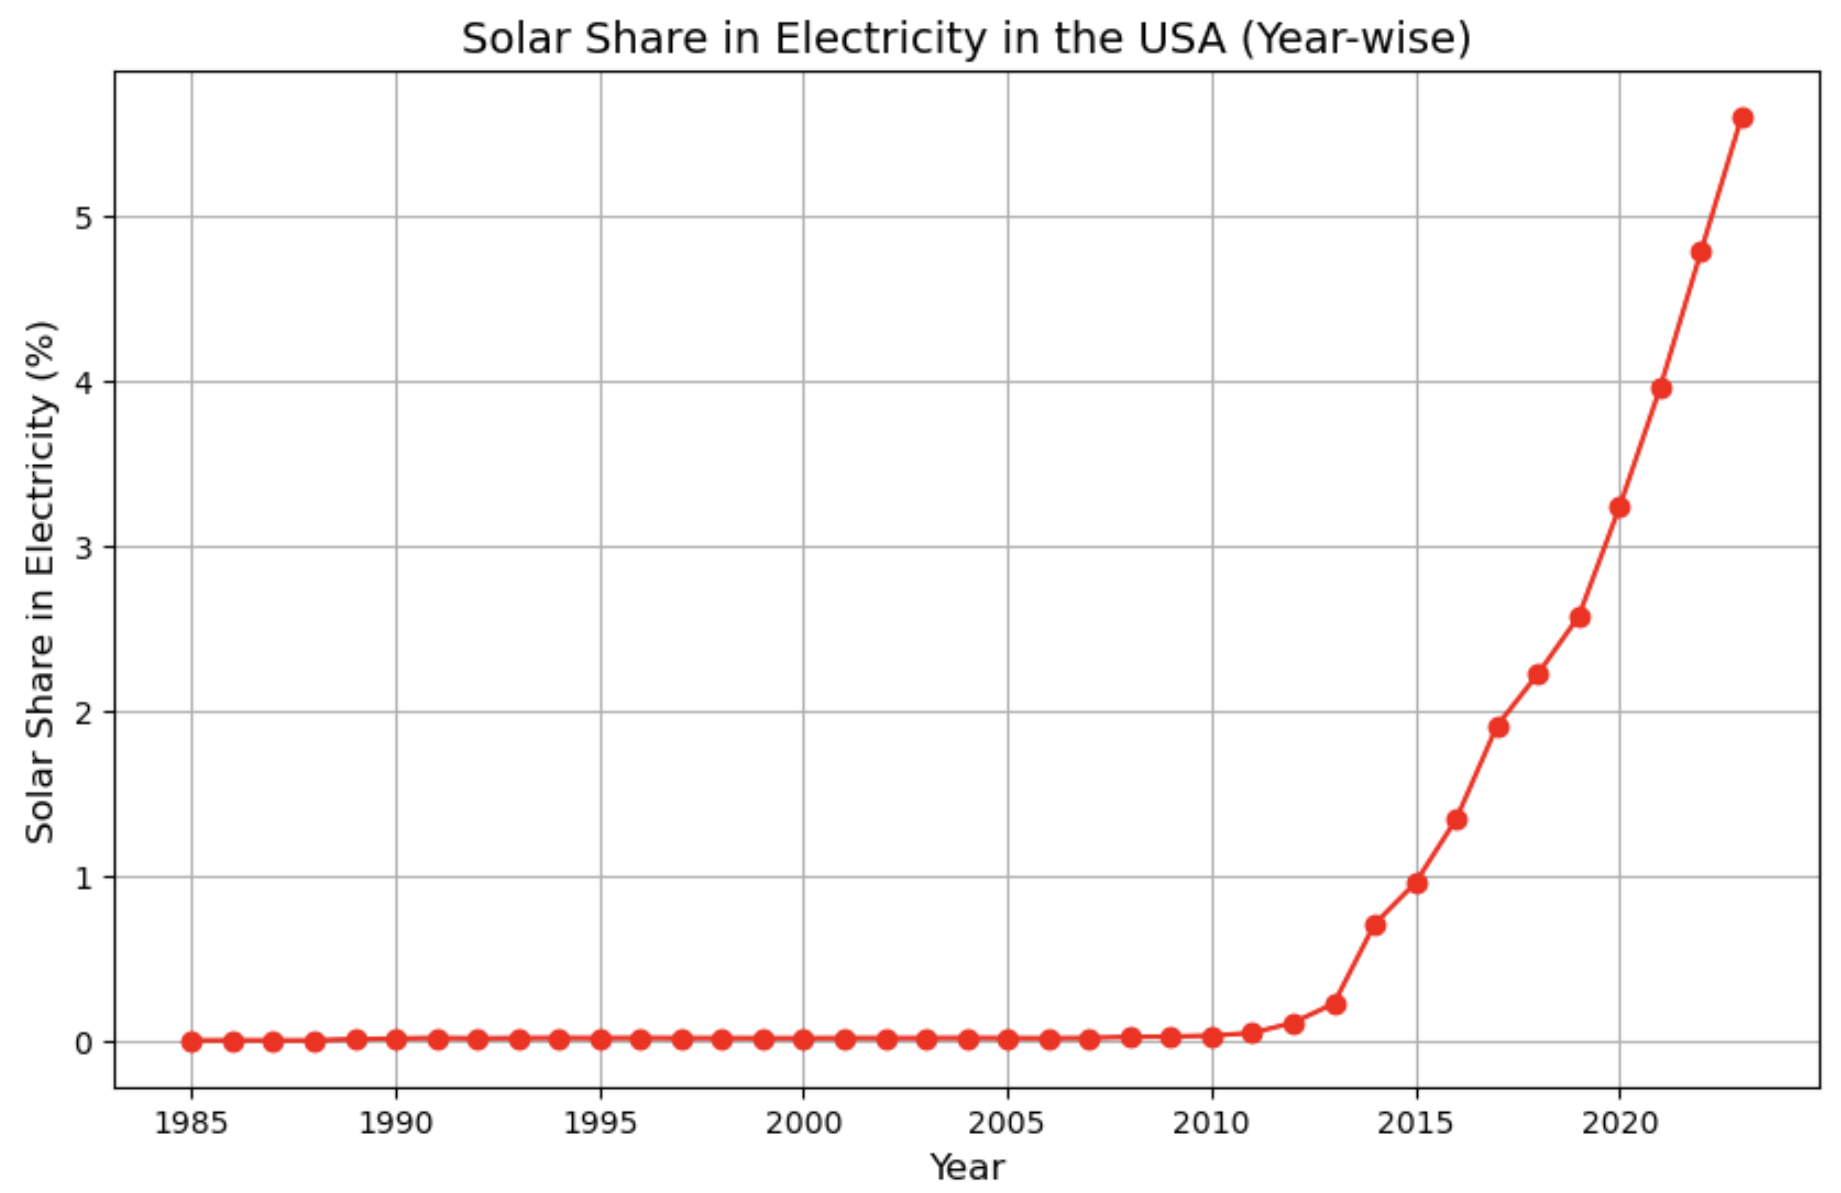 Solar Share in Electricity in the USA (Year-wise)
Solar Share in Electricity (%)
5
4
3
2
1
0
1985 1990 1995 2000 2005 2010 2015 2020
Year